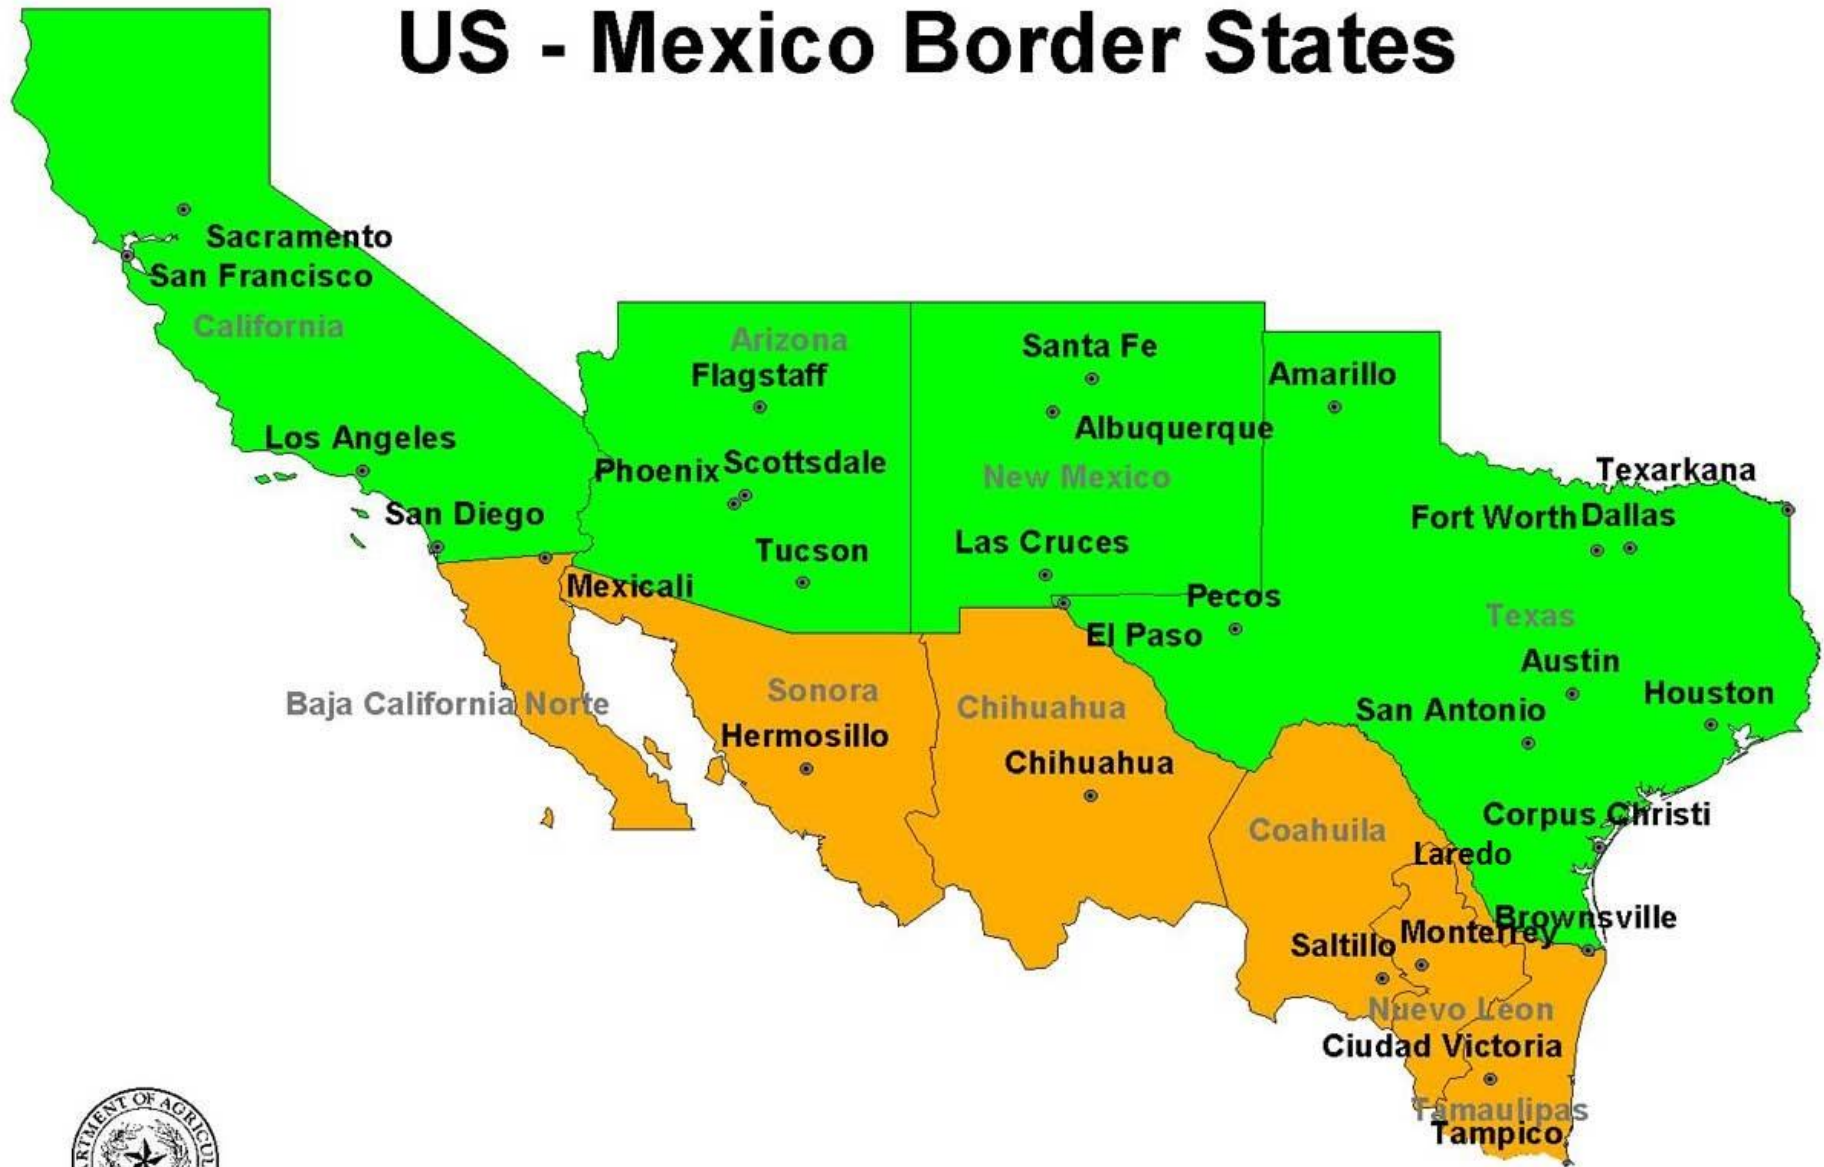 US - Mexico Border States
Sacramento
San Francisco
California
Arizona
Flagstaff
Santa Fe
Amarillo
Albuquerque
Los Angeles
Phoenix
Scottsdale
New Mexico
Texarkana
San Diego
Fort Worth
Dallas
Tucson
Las Cruces
Mexicali
Pecos
El Paso
Texas
Austin
Baja California Norte
Sonora
Chihuahua
San Antonio
Houston
Hermosillo
Chihuahua
Coahuila
Corpus Christi
Laredo
Brownsville
Saltillo
Monterrey
Nuevo Leon
Ciudad Victoria
Tamaulipas
Tampico
OF